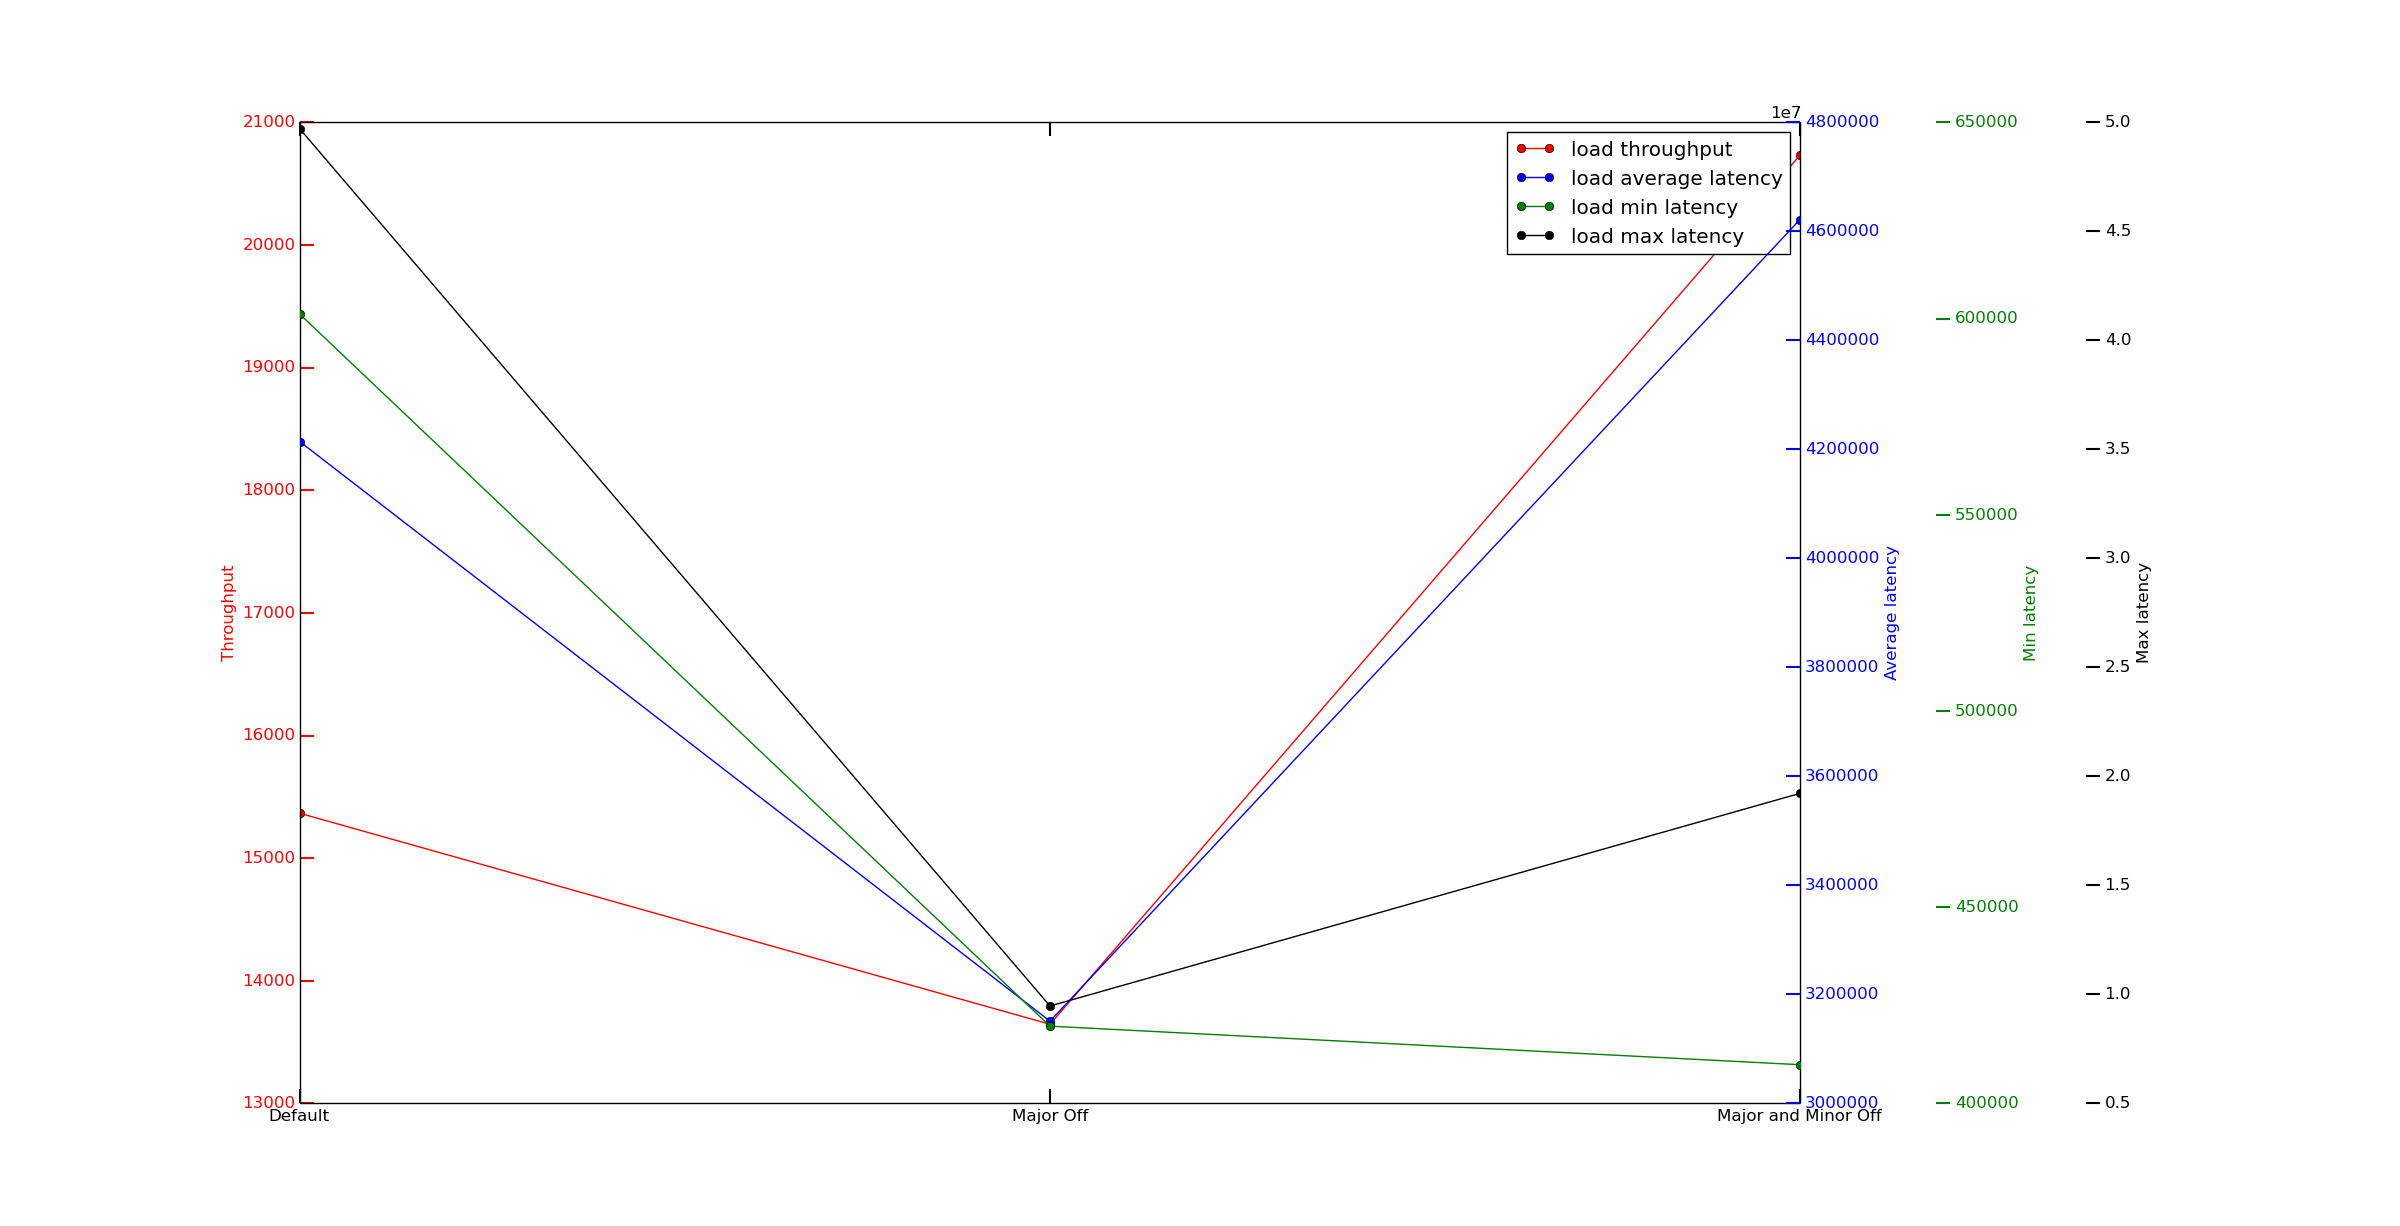 1e7
21000
20000
19000
18000
17000
16000
15000
14000
13000
Throughput
load throughput
load average latency
load min latency
load max latency
4800000
4600000
4400000
4200000
4000000
3800000
3600000
3400000
3200000
3000000
Average latency
650000
600000
550000
500000
450000
400000
Min latency
5.0
4.5
4.0
3.5
3.0
2.5
2.0
1.5
1.0
0.5
Max latency
Default
Major Off
Major and Minor Off